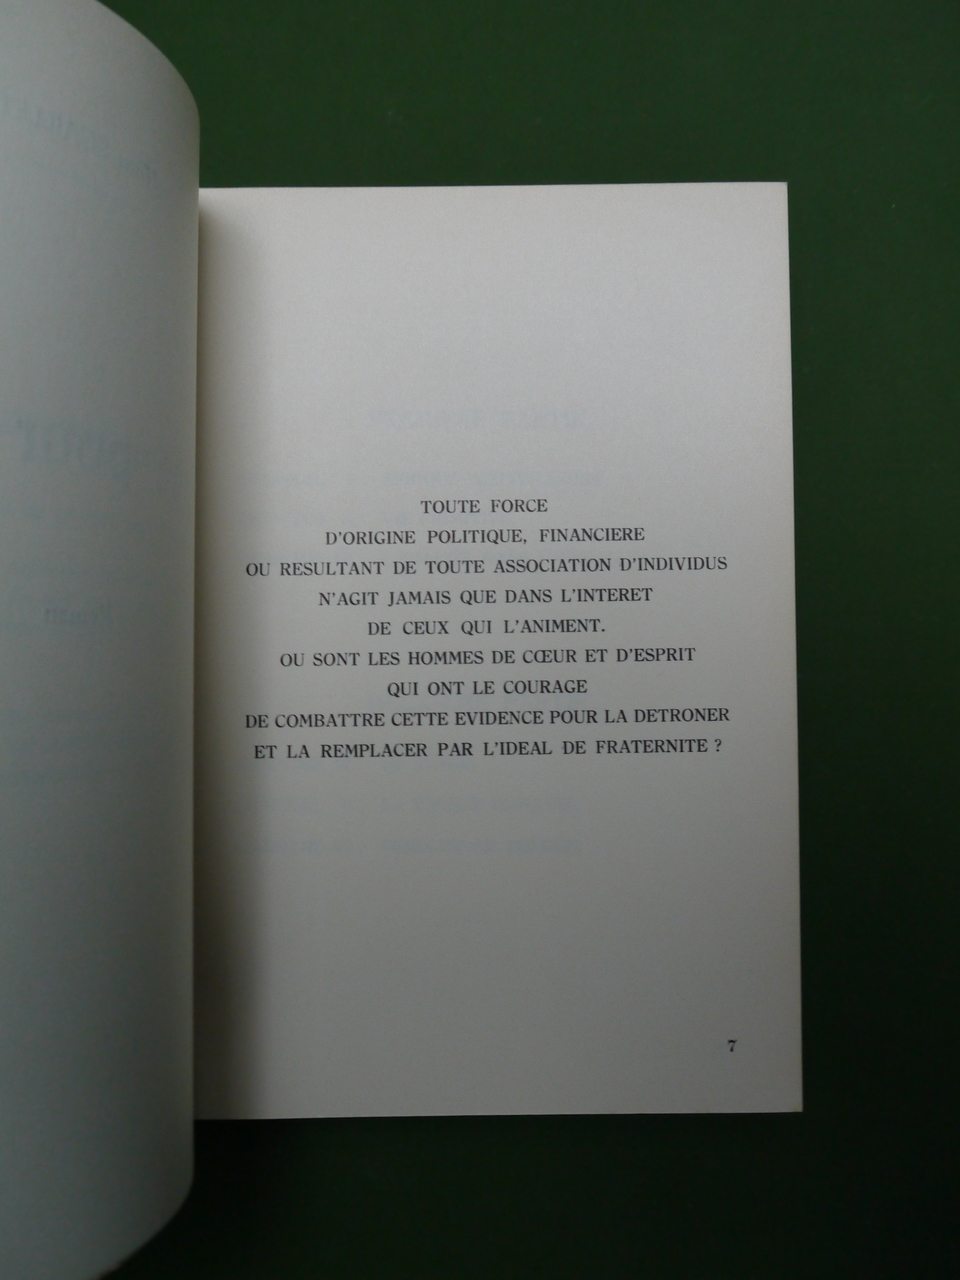 TOUTE FORCE
D'ORIGINE POLITIQUE, FINANCIERE
OU RESULTANT DE TOUTE ASSOCIATION D'INDIVIDUS
N'AGIT JAMAIS QUE DANS L'INTERET
DE CEUX QUI L'ANIMENT.
OU SONT LES HOMMES DE CŒUR ET D'ESPRIT
QUI ONT LE COURAGE
DE COMBATTRE CETTE EVIDENCE POUR LA DETRONER
ET LA REMPLACER PAR L'IDEAL DE FRATERNITE ?
7